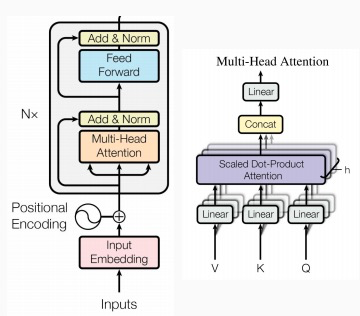 Add & Norm
Feed
Forward
Nx
Add & Norm
Multi-Head
Attention
Positional
Encoding
Input
Embedding
Inputs
Multi-Head Attention
Linear
Concat
Scaled Dot-Product
Attention
h
Linear
Linear
Linear
V
K
Q